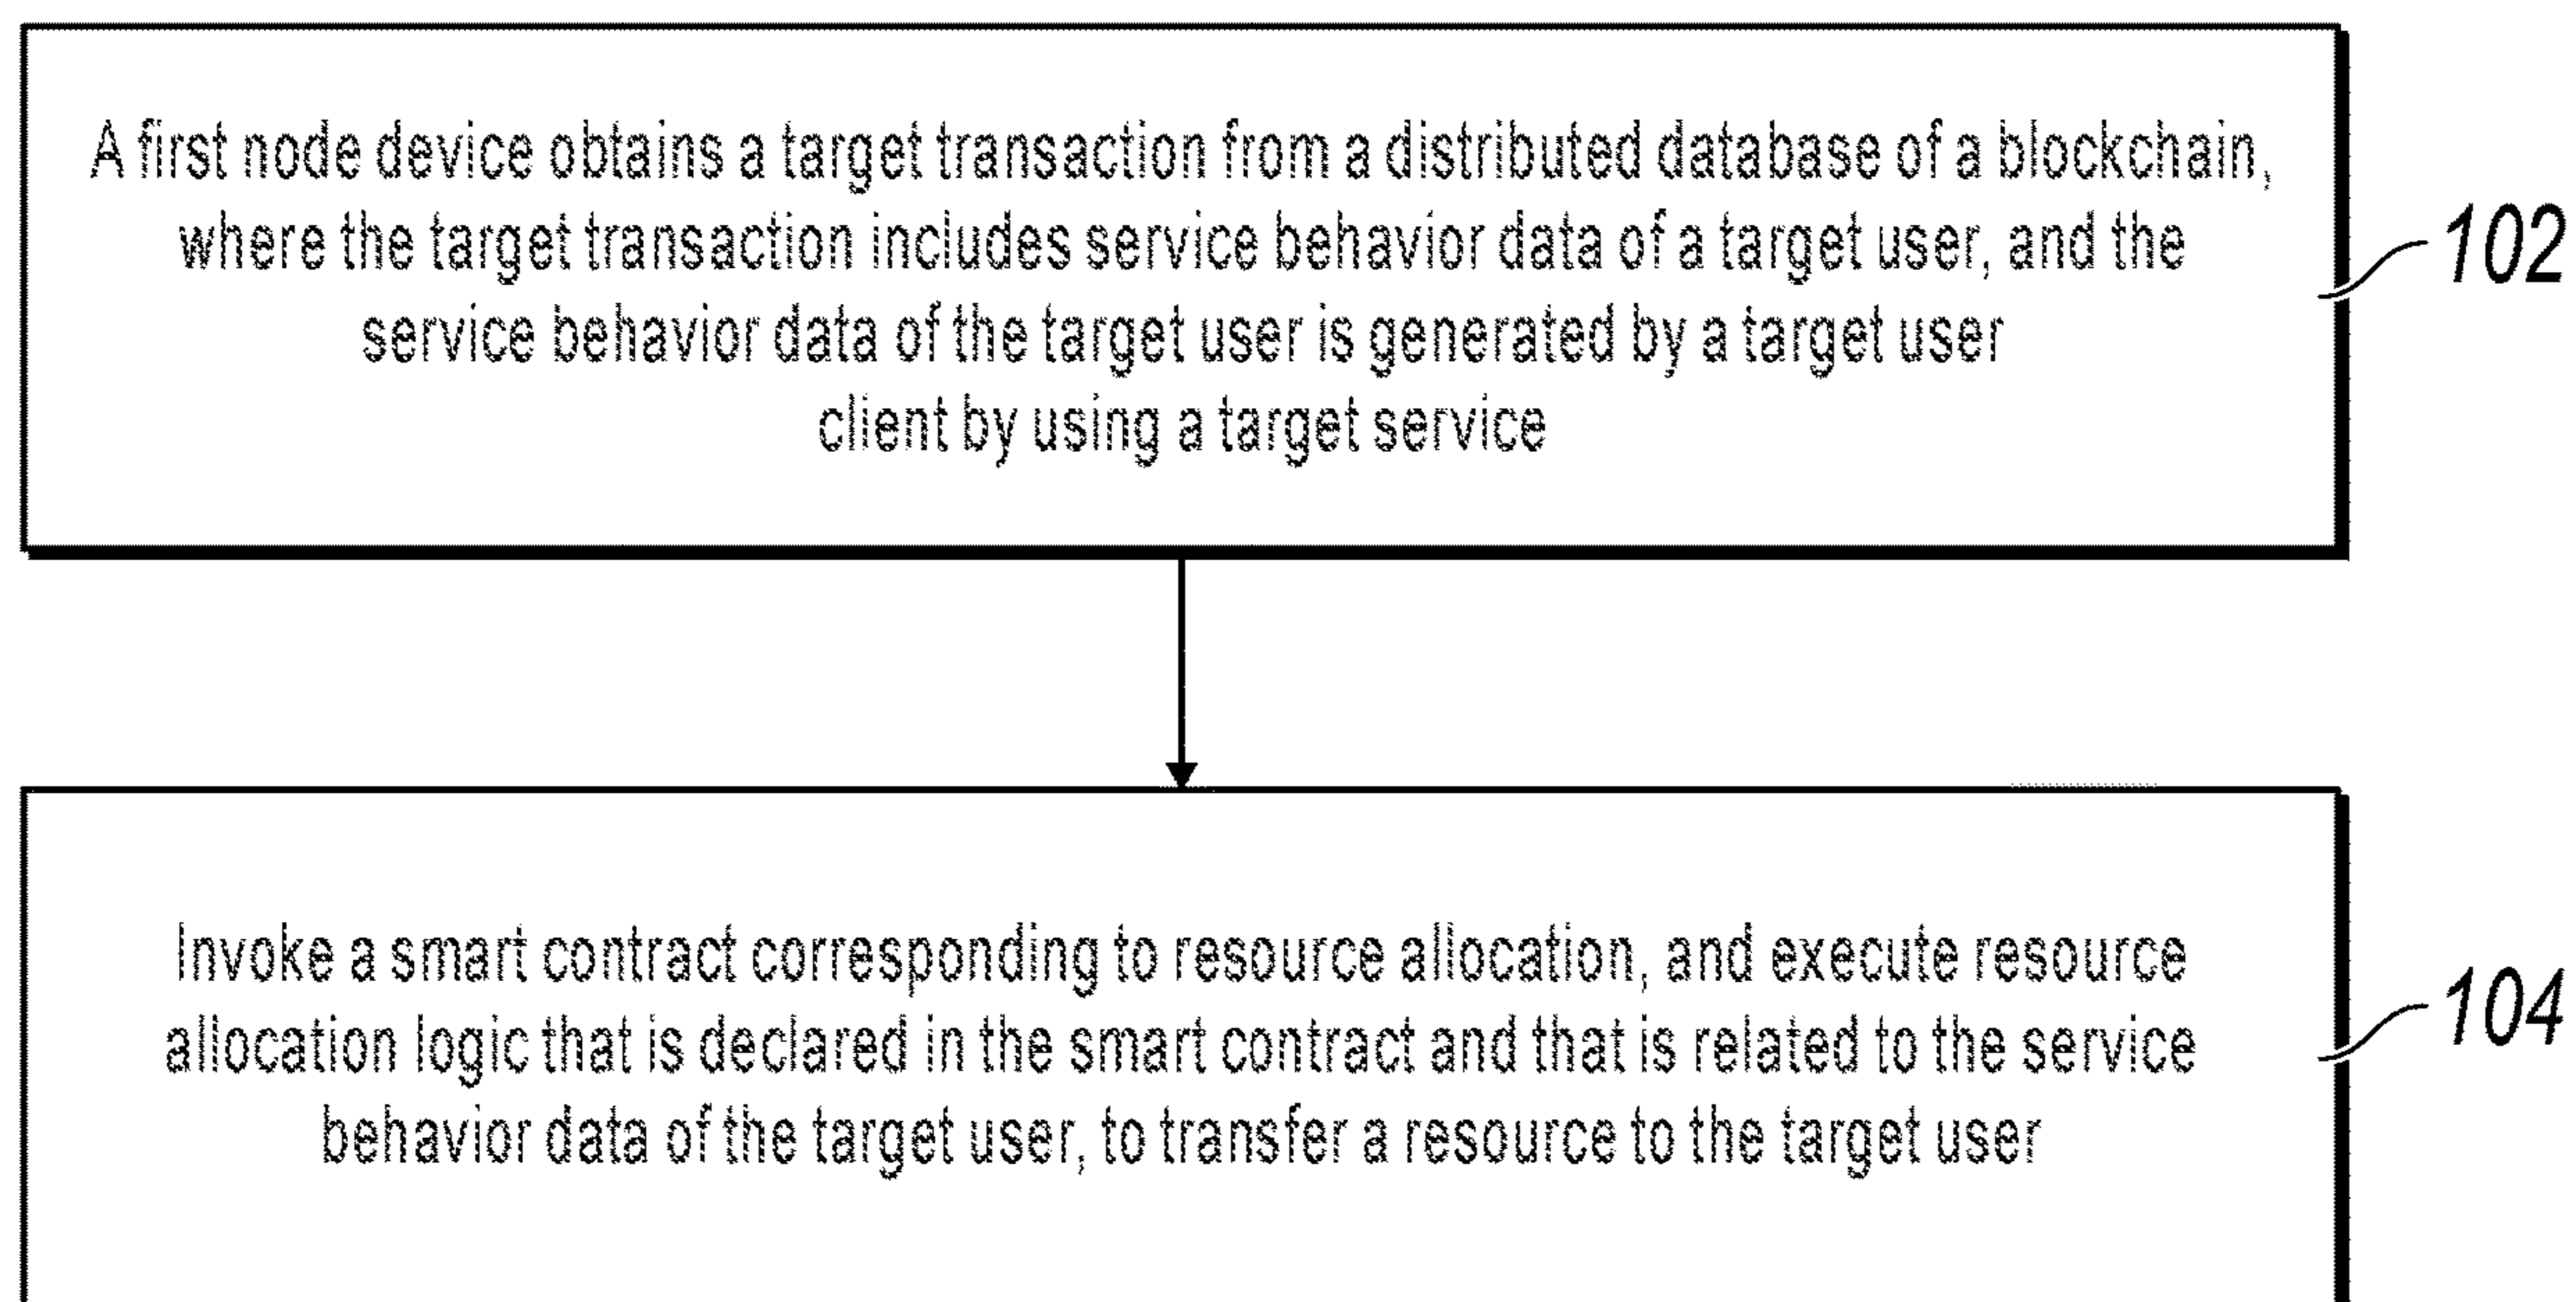 A first node device obtains a target transaction from a distributed database of a blockchain,
where the target transaction includes service behavior data of a target user, and the
service behavior data of the target user is generated by a target user
client by using a target service
102
Invoke a smart contract corresponding to resource allocation, and execute resource
allocation logic that is declared in the smart contract and that is related to the service
behavior data of the target user, to transfer a resource to the target user
104